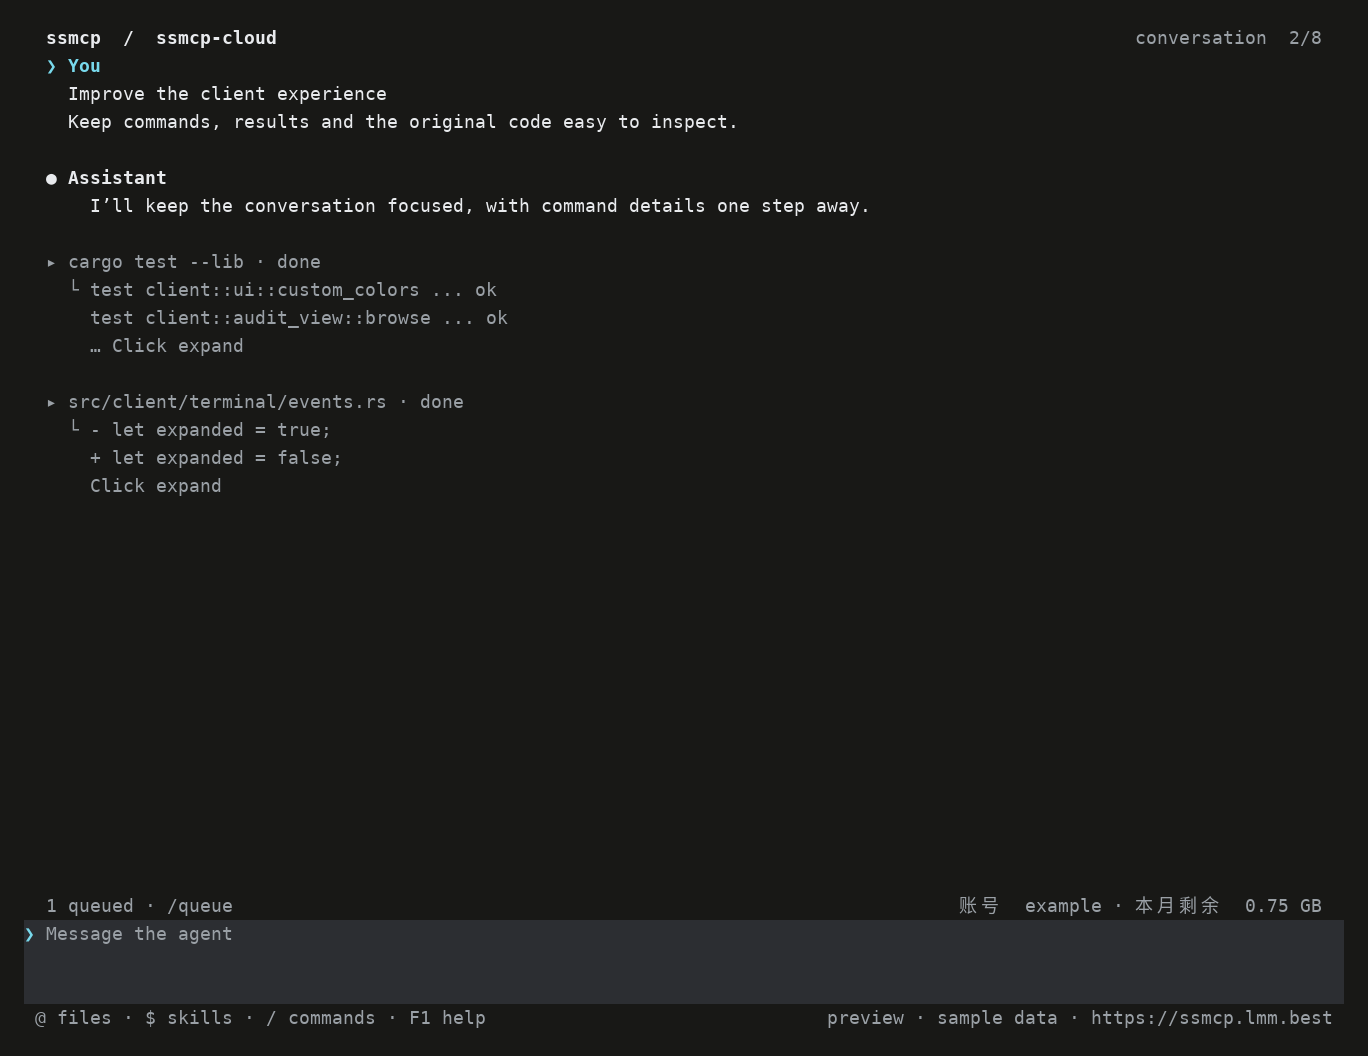 ssmcp / ssmcp-cloud conversation 2/8
❯ You
Improve the client experience
Keep commands, results and the original code easy to inspect.
● Assistant
I’ll keep the conversation focused, with command details one step away.
▸ cargo test --lib · done
└ test client::ui::custom_colors ... ok
test client::audit_view::browse ... ok
… Click expand
▸ src/client/terminal/events.rs · done
└ - let expanded = true;
+ let expanded = false;
Click expand
1 queued · /queue 账号 example · 本月剩余 0.75 GB
❯ Message the agent
@ files · $ skills · / commands · F1 help preview · sample data · https://ssmcp.lmm.best